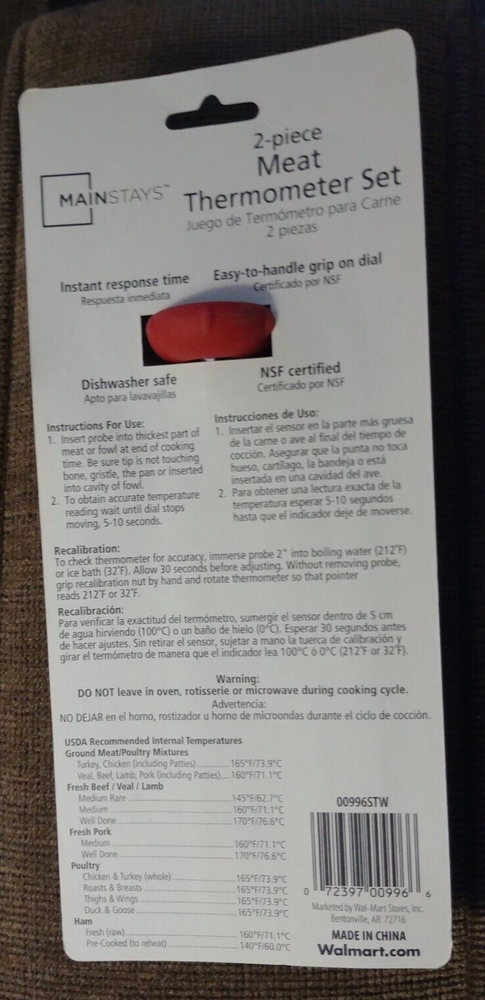 2-piece
Meat
Thermometer Set
Juego de Termómetro para Carne
2 piezas
MAINSTAYS™
Instant response time
Respuesta inmediata
Easy-to-handle grip on dial
Certificado por NSF
Dishwasher safe
Apto para lavavajillas
NSF certified
Certificado por NSF
Instructions For Use:
1. Insert probe into thickest part of
meat or fowl at end of cooking
time. Be sure tip is not touching
bone, gristle, the pan or inserted
into cavity of fowl.
2. To obtain accurate temperature
reading wait until dial stops
moving, 5-10 seconds.
Instrucciones de Uso:
1. Insertar el sensor en la parte más gruesa
de la carne o ave al final del tiempo de
cocción. Asegurar que la punta no toca
hueso, cartílago, la bandeja o está
insertada en una cavidad del ave.
2. Para obtener una lectura exacta de la
temperatura esperar 5-10 segundos
hasta que el indicador deje de moverse.
Recalibration:
To check thermometer for accuracy, immerse probe 2" into boiling water (212°F)
or ice bath (32°F). Allow 30 seconds before adjusting. Without removing probe,
grip recalibration nut by hand and rotate thermometer so that pointer
reads 212°F or 32°F.
Recalibración:
Para verificar la exactitud del termómetro, sumergir el sensor dentro de 5 cm
de agua hirviendo (100°C) o un baño de hielo (0°C). Esperar 30 segundos antes
de hacer ajustes. Sin retirar el sensor, sujetar a mano la tuerca de calibración y
girar el termómetro de manera que el indicador lea 100°C ó 0°C (212°F or 32°F).
Warning:
DO NOT leave in oven, rotisserie or microwave during cooking cycle.
Advertencia:
NO DEJAR en el horno, rostizador u horno de microondas durante el ciclo de cocción.
USDA Recommended Internal Temperatures
Ground Meat/Poultry Mixtures
Turkey, Chicken (including Patties) 165°F/73.9°C
Veal, Beef, Lamb, Pork (including Patties) 160°F/71.1°C
Fresh Beef / Veal / Lamb
Medium Rare 145°F/62.7°C
Medium 160°F/71.1°C
Well Done 170°F/76.6°C
Fresh Pork
Medium 160°F/71.1°C
Well Done 170°F/76.6°C
Poultry
Chicken & Turkey (whole) 165°F/73.9°C
Roasts & Breasts 165°F/73.9°C
Thighs & Wings 165°F/73.9°C
Duck & Goose 165°F/73.9°C
Ham
Fresh (raw) 160°F/71.1°C
Pre-Cooked (to reheat) 140°F/60.0°C
00996STW
0 72397 00996 6
Marketed by Wal-Mart Stores, Inc.
Bentonville, AR 72716
MADE IN CHINA
Walmart.com